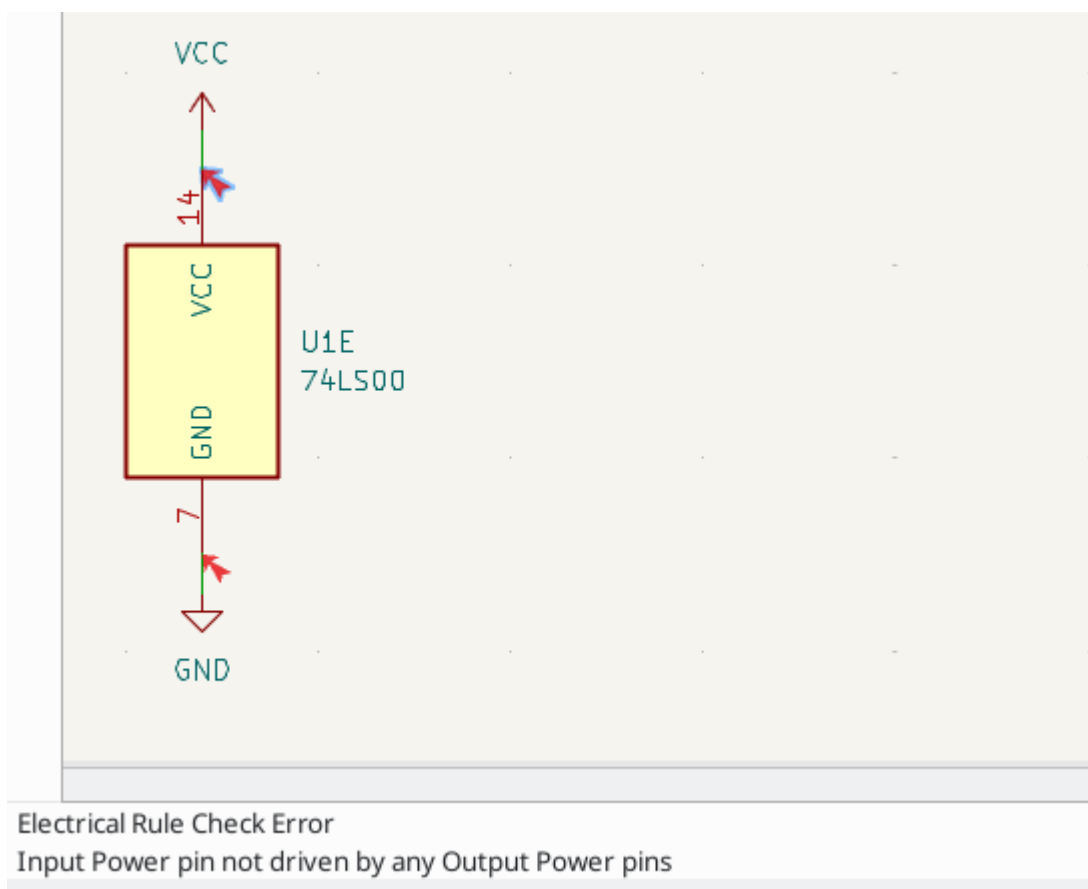 VCC
14
VCC
U1E
74LS00
GND
7
GND
Electrical Rule Check Error
Input Power pin not driven by any Output Power pins